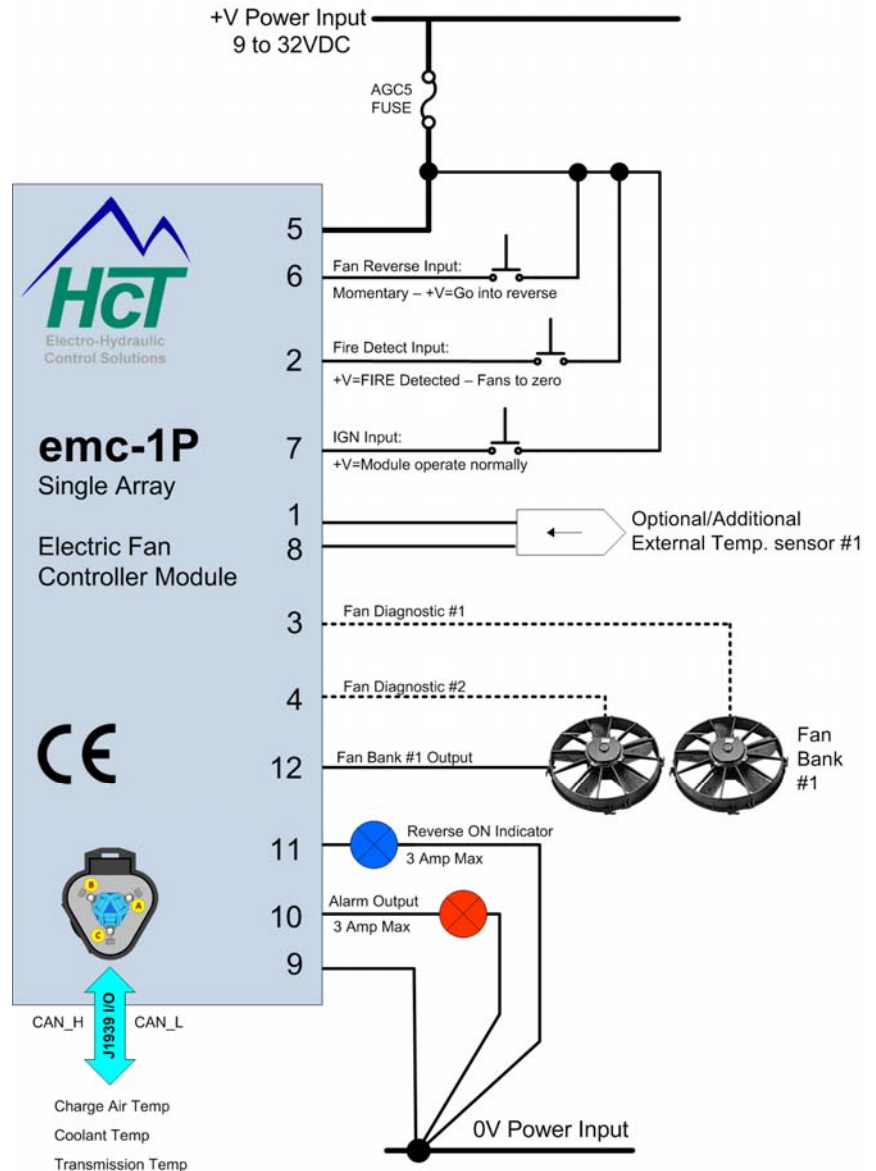 +V Power Input
9 to 32VDC
AGC5
FUSE
HCT
Electro-Hydraulic
Control Solutions
emc-1P
Single Array
Electric Fan
Controller Module
CE
5
6
Fan Reverse Input:
Momentary – +V=Go into reverse
2
Fire Detect Input:
+V=FIRE Detected – Fans to zero
7
IGN Input:
+V=Module operate normally
1
8
Optional/Additional
External Temp. sensor #1
3
Fan Diagnostic #1
4
Fan Diagnostic #2
12
Fan Bank #1 Output
Fan
Bank
#1
11
Reverse ON Indicator
3 Amp Max
10
Alarm Output
3 Amp Max
9
B
A
C
CAN_H
J1939 I/O
CAN_L
Charge Air Temp
Coolant Temp
Transmission Temp
0V Power Input